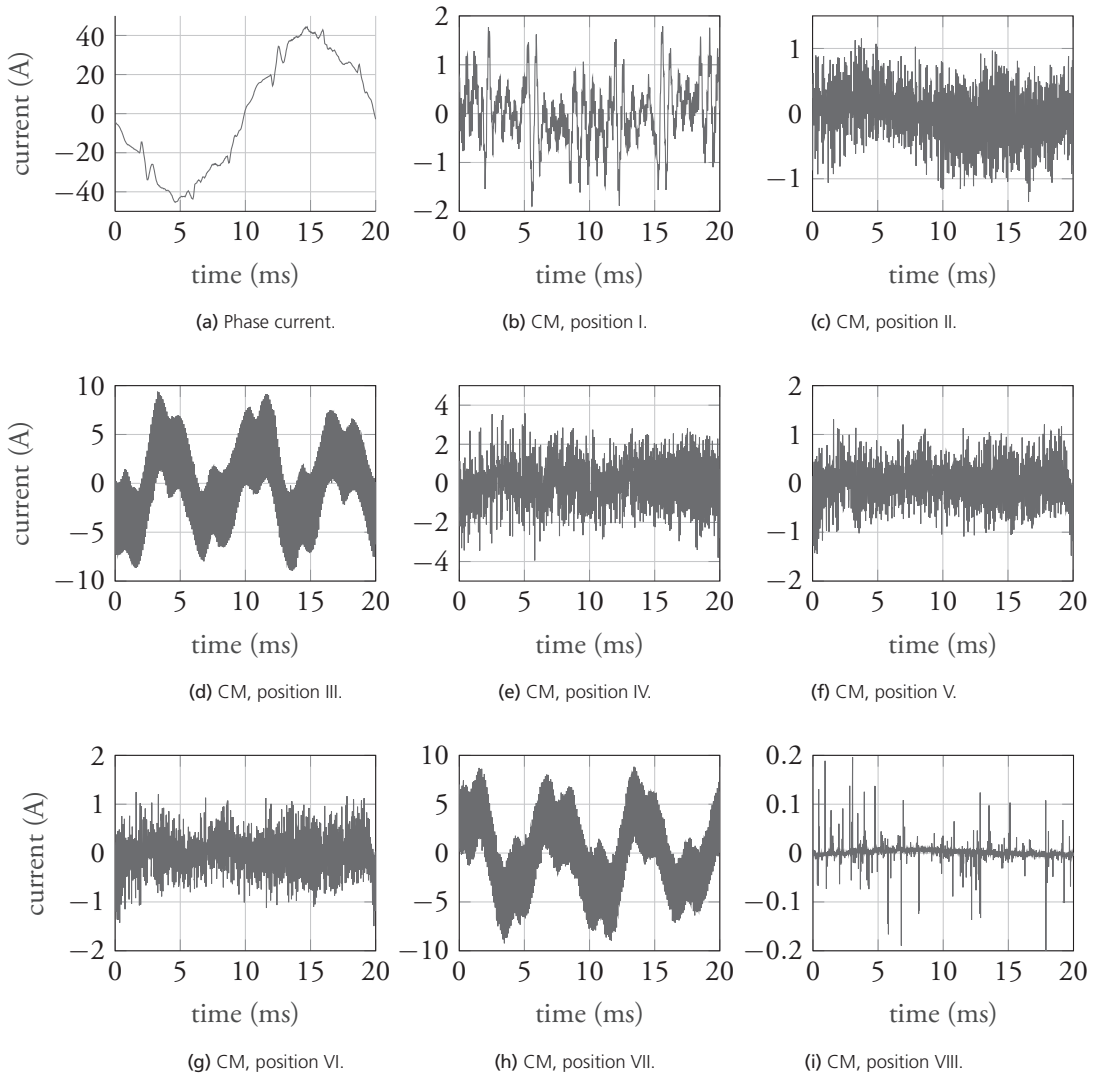 current (A)
40
20
0
−20
−40
0 5 10 15 20
time (ms)
(a) Phase current.
2
1
0
−1
−2
0 5 10 15 20
time (ms)
(b) CM, position I.
1
0
−1
0 5 10 15 20
time (ms)
(c) CM, position II.
current (A)
10
5
0
−5
−10
0 5 10 15 20
time (ms)
(d) CM, position III.
4
2
0
−2
−4
0 5 10 15 20
time (ms)
(e) CM, position IV.
2
1
0
−1
−2
0 5 10 15 20
time (ms)
(f) CM, position V.
current (A)
2
1
0
−1
−2
0 5 10 15 20
time (ms)
(g) CM, position VI.
10
5
0
−5
−10
0 5 10 15 20
time (ms)
(h) CM, position VII.
0.2
0.1
0
−0.1
−0.2
0 5 10 15 20
time (ms)
(i) CM, position VIII.